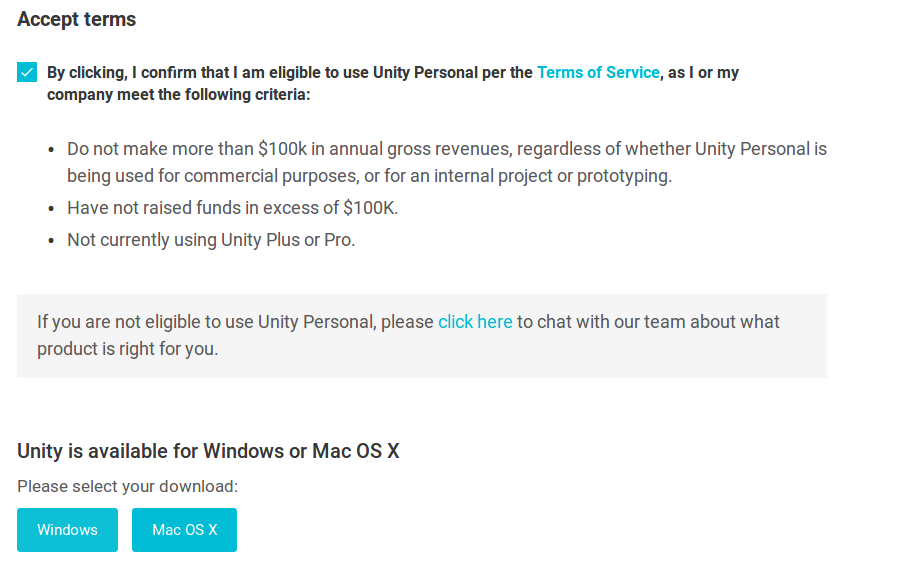 Accept terms
By clicking, I confirm that I am eligible to use Unity Personal per the Terms of Service, as I or my
company meet the following criteria:
• Do not make more than $100k in annual gross revenues, regardless of whether Unity Personal is
being used for commercial purposes, or for an internal project or prototyping.
• Have not raised funds in excess of $100K.
• Not currently using Unity Plus or Pro.
If you are not eligible to use Unity Personal, please click here to chat with our team about what
product is right for you.
Unity is available for Windows or Mac OS X
Please select your download:
Windows Mac OS X